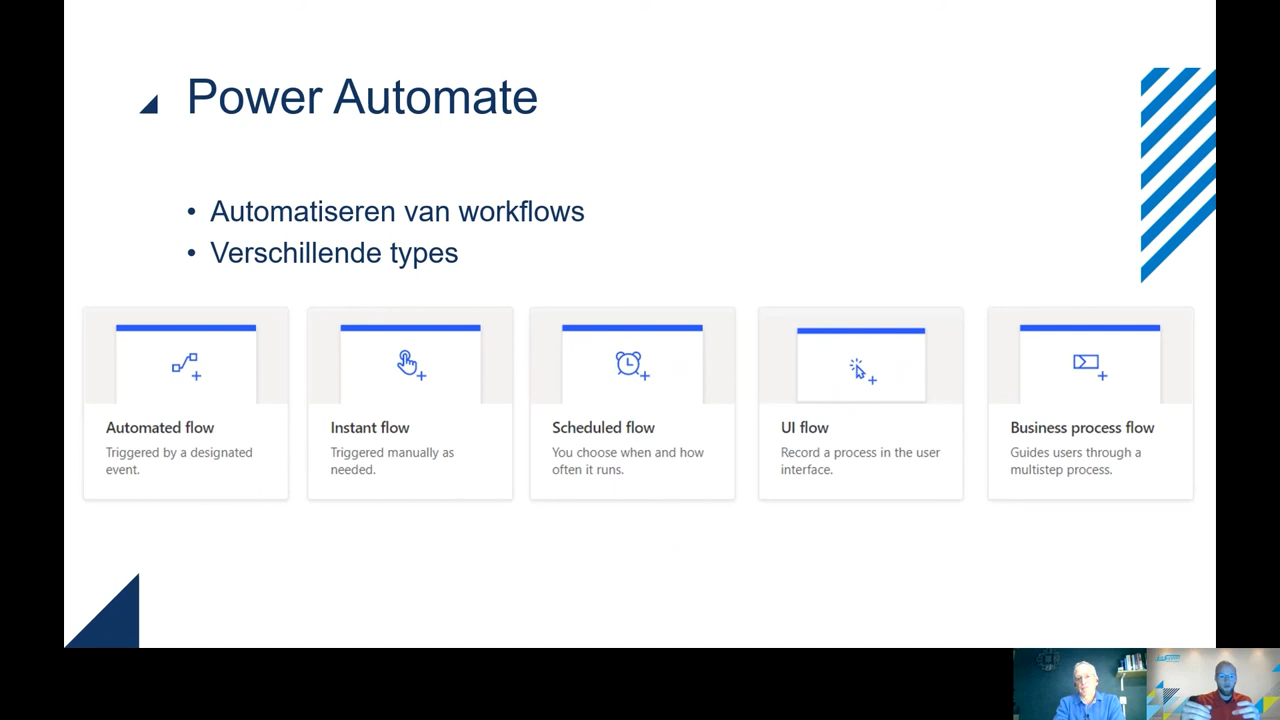 Power Automate
• Automatiseren van workflows
• Verschillende types
Automated flow
Triggered by a designated
event.
Instant flow
Triggered manually as
needed.
Scheduled flow
You choose when and how
often it runs.
UI flow
Record a process in the user
interface.
Business process flow
Guides users through a
multistep process.